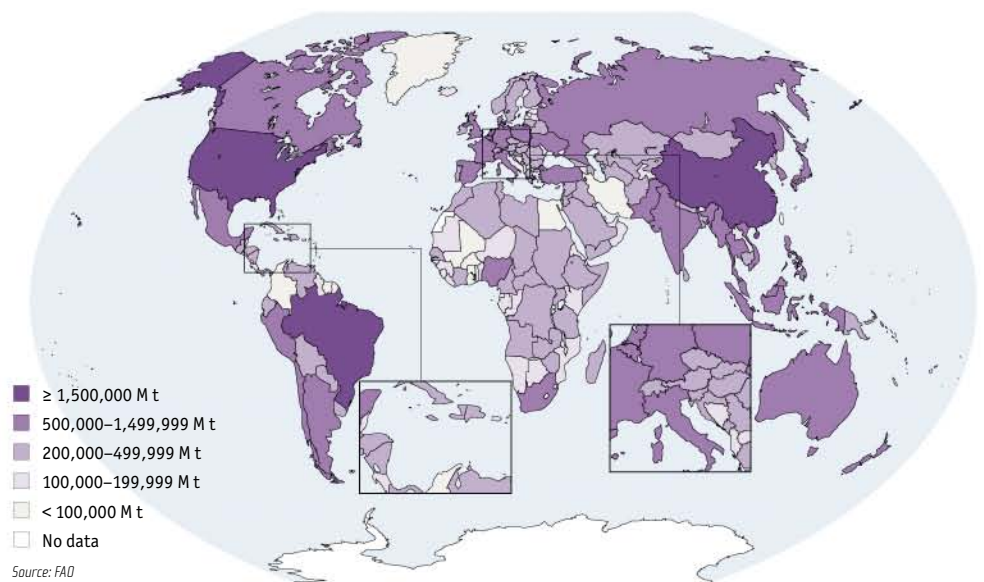 ≥ 1,500,000 M t
500,000–1,499,999 M t
200,000–499,999 M t
100,000–199,999 M t
< 100,000 M t
No data
Source: FAO